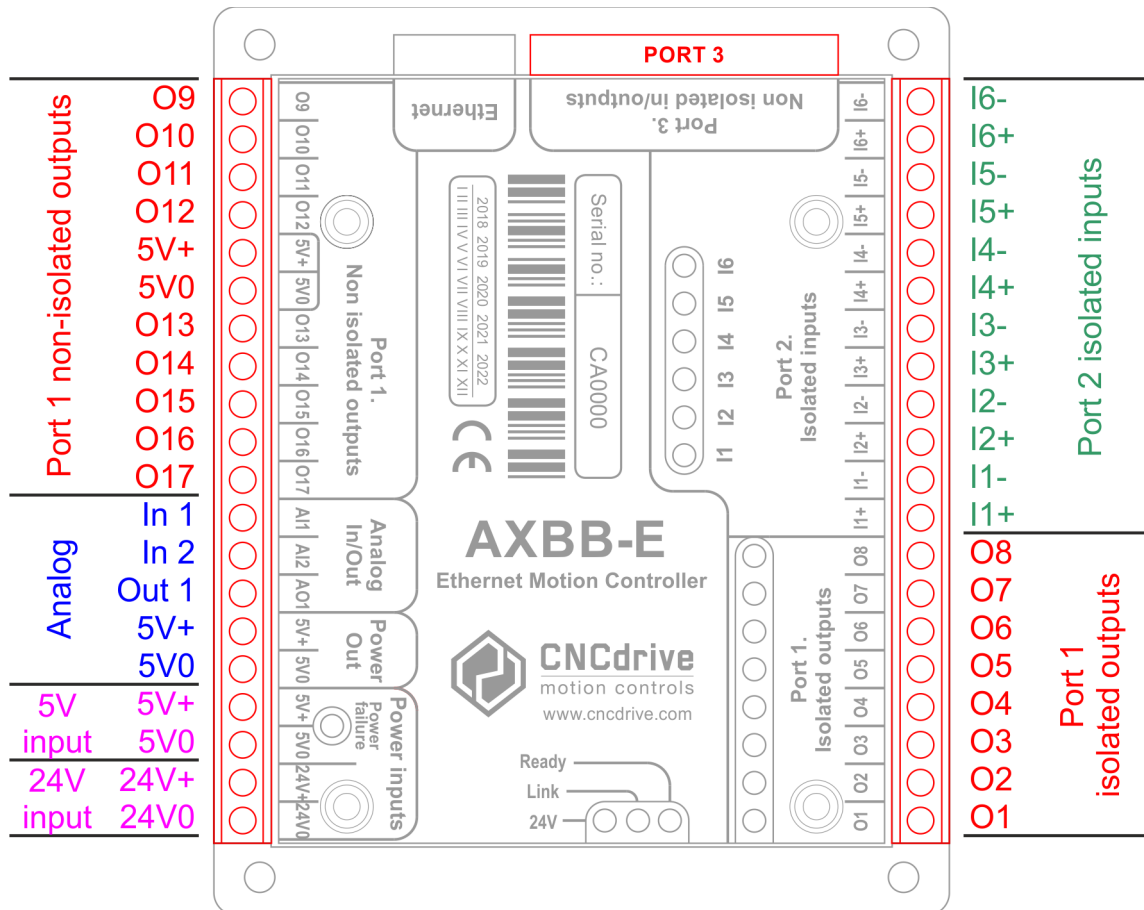 PORT 3
Port 1 non-isolated outputs
O9
O10
O11
O12
5V+
5V0
O13
O14
O15
O16
O17
Analog
In 1
In 2
Out 1
5V+
5V0
5V
input
5V+
5V0
24V
input
24V+
24V0
O9
O10
O11
O12
5V+
5V0
O13
O14
O15
O16
O17
AI1
AI2
AO1
5V+
5V0
5V+
5V0
24V+
24V0
Port 1.
Non isolated outputs
Analog
In/Out
Power
Out
Power inputs
Power
failure
Ethernet
Port 3.
Non isolated in/outputs
2018 2019 2020 2021 2022
I II III IV V VI VII VIII IX X XI XII
CE
Serial no.:
CA0000
I6
I5
I4
I3
I2
I1
Port 2.
Isolated inputs
AXBB-E
Ethernet Motion Controller
CNCdrive
motion controls
www.cncdrive.com
Ready
Link
24V
Port 1.
Isolated outputs
I6-
I6+
I5-
I5+
I4-
I4+
I3-
I3+
I2-
I2+
I1-
I1+
O8
O7
O6
O5
O4
O3
O2
O1
I6-
I6+
I5-
I5+
I4-
I4+
I3-
I3+
I2-
I2+
I1-
I1+
Port 2 isolated inputs
O8
O7
O6
O5
O4
O3
O2
O1
Port 1
isolated outputs